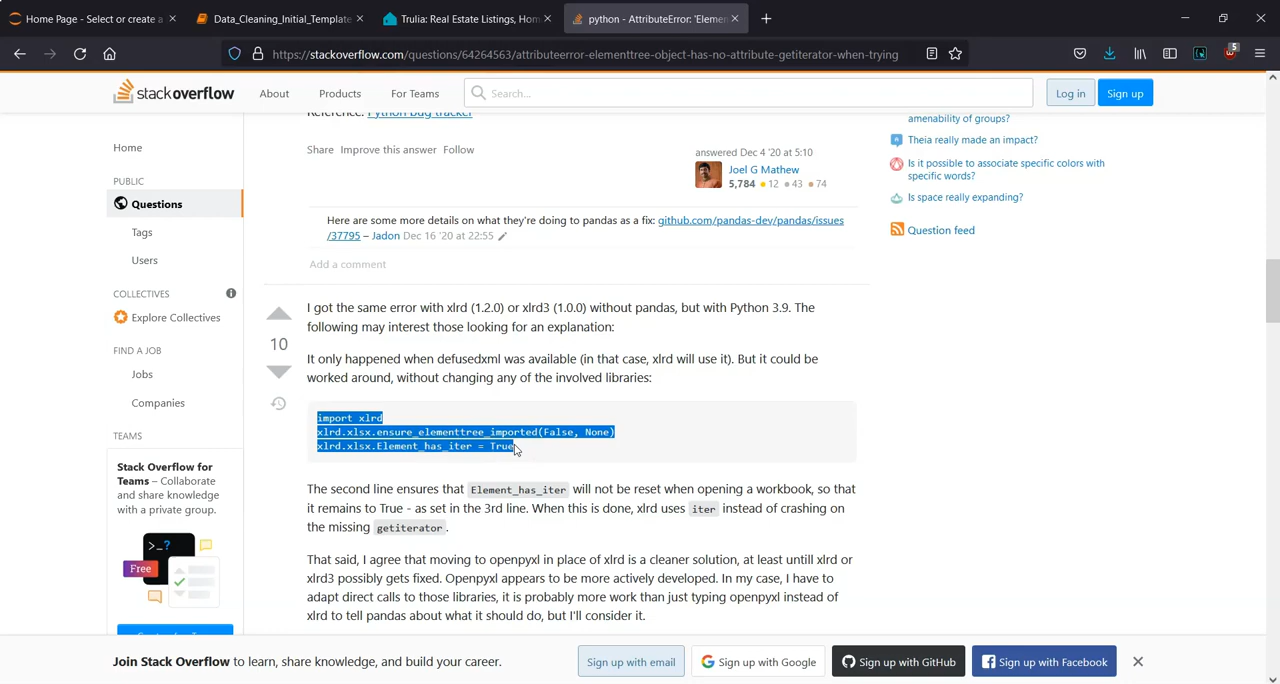 Home Page - Select or create a
Data_Cleaning_Initial_Template
Trulia: Real Estate Listings, Hom
python - AttributeError: 'Elemen
https://stackoverflow.com/questions/64264563/attributeerror-elementtree-object-has-no-attribute-getiterator-when-trying
5
stackoverflow
About
Products
For Teams
Search...
Log in
Sign up
Home
PUBLIC
Questions
Tags
Users
COLLECTIVES
Explore Collectives
FIND A JOB
Jobs
Companies
TEAMS
Stack Overflow for
Teams – Collaborate
and share knowledge
with a private group.
>_?
Free
Reference: Python bug tracker
Share Improve this answer Follow
answered Dec 4 '20 at 5:10
Joel G Mathew
5,784 12 43 74
Here are some more details on what they're doing to pandas as a fix: github.com/pandas-dev/pandas/issues
/37795 – Jadon Dec 16 '20 at 22:55
Add a comment
10
I got the same error with xlrd (1.2.0) or xlrd3 (1.0.0) without pandas, but with Python 3.9. The
following may interest those looking for an explanation:
It only happened when defusedxml was available (in that case, xlrd will use it). But it could be
worked around, without changing any of the involved libraries:
import xlrd
xlrd.xlsx.ensure_elementtree_imported(False, None)
xlrd.xlsx.Element_has_iter = True
The second line ensures that Element_has_iter will not be reset when opening a workbook, so that
it remains to True - as set in the 3rd line. When this is done, xlrd uses iter instead of crashing on
the missing getiterator.
That said, I agree that moving to openpyxl in place of xlrd is a cleaner solution, at least untill xlrd or
xlrd3 possibly gets fixed. Openpyxl appears to be more actively developed. In my case, I have to
adapt direct calls to those libraries, it is probably more work than just typing openpyxl instead of
xlrd to tell pandas about what it should do, but I'll consider it.
amenability of groups?
Theia really made an impact?
Is it possible to associate specific colors with
specific words?
Is space really expanding?
Question feed
Join Stack Overflow to learn, share knowledge, and build your career.
Sign up with email
Sign up with Google
Sign up with GitHub
Sign up with Facebook